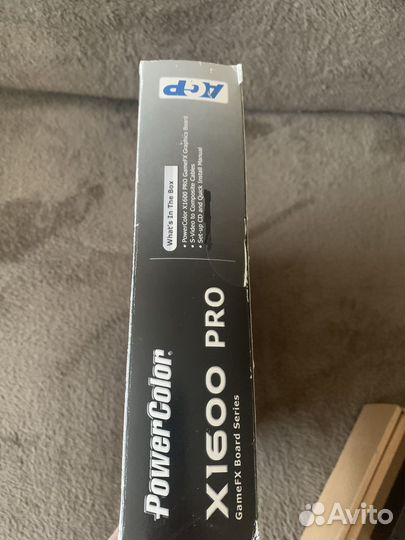 PowerColor®
X1600 PRO
GameFX Board Series
What's In The Box
• PowerColor X1600 PRO GameFX Graphics Board
• S-Video to Composite Cables
• Set-up CD and Quick Install Manual
AGP
Avito